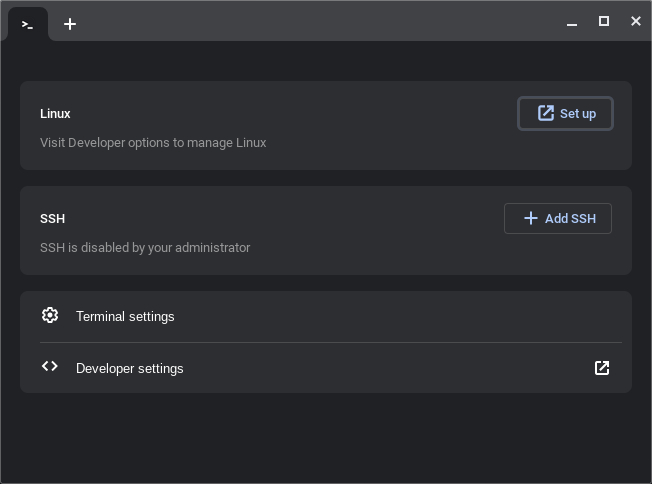 Linux
Set up
Visit Developer options to manage Linux
SSH
Add SSH
SSH is disabled by your administrator
Terminal settings
Developer settings